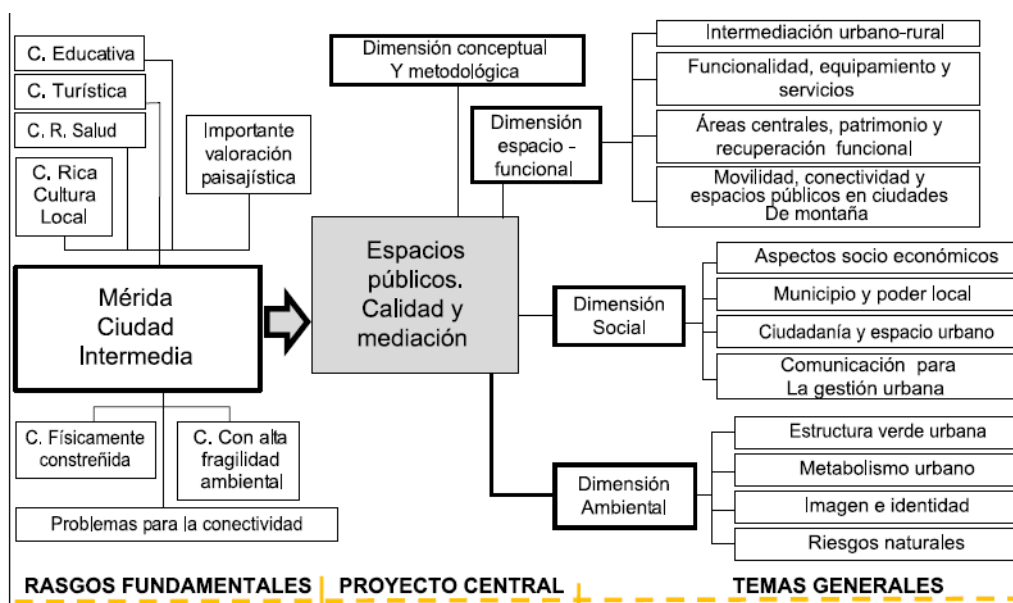 C. Educativa
C. Turística
C. R. Salud
C. Rica
Cultura
Local
Importante
valoración
paisajística
Mérida
Ciudad
Intermedia
C. Físicamente
constreñida
C. Con alta
fragilidad
ambiental
Problemas para la conectividad
Dimensión conceptual
Y metodológica
Dimensión
espacio -
funcional
Espacios
públicos.
Calidad y
mediación
Dimensión
Social
Dimensión
Ambiental
Intermediación urbano-rural
Funcionalidad, equipamiento y
servicios
Áreas centrales, patrimonio y
recuperación funcional
Movilidad, conectividad y
espacios públicos en ciudades
De montaña
Aspectos socio económicos
Municipio y poder local
Ciudadanía y espacio urbano
Comunicación para
La gestión urbana
Estructura verde urbana
Metabolismo urbano
Imagen e identidad
Riesgos naturales
RASGOS FUNDAMENTALES
PROYECTO CENTRAL
TEMAS GENERALES